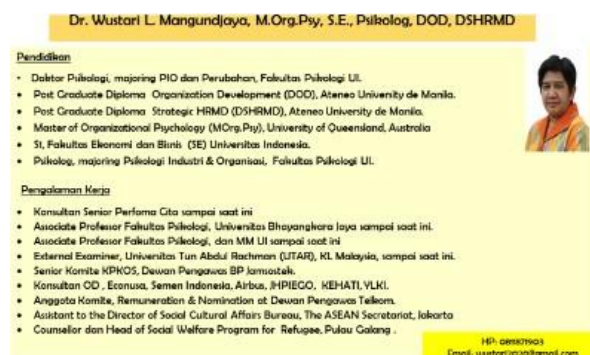 Dr. Wustari L. Mangundjaya, M.Org.Psy, S.E., Psikolog, DOD, DSHRMD
Pendidikan
• Doktor Psikologi, majoring PIO dan Perubahan, Fakultas Psikologi UI.
• Post Graduate Diploma Organization Development (DOD), Ateneo University de Manila.
• Post Graduate Diploma Strategic HRMD (DSHRMD), Ateneo University de Manila.
• Master of Organizational Psychology (MOrg.Psy), University of Queensland, Australia
• S1, Fakultas Ekonomi dan Bisnis (SE) Universitas Indonesia.
• Psikolog, majoring Psikologi Industri & Organisasi, Fakultas Psikologi UI.
Pengalaman Kerja
• Konsultan Senior Performa Cita sampai saat ini
• Associate Professor Fakultas Psikologi, Universitas Bhayangkara Jaya sampai saat ini.
• Associate Professor Fakultas Psikologi, dan MM UI sampai saat ini
• External Examiner, Universitas Tun Abdul Rachman (UTAR), KL Malaysia, sampai saat ini.
• Senior Komite KPKOS, Dewan Pengawas BP Jamsostek.
• Konsultan OD , Econusa, Semen Indonesia, Airbus, JHPIEGO, KEHATI, YLKI.
• Anggota Komite, Remuneration & Nomination at Dewan Pengawas Telkom.
• Assistant to the Director of Social Cultural Affairs Bureau, The ASEAN Secretariat, Jakarta
• Counsellor dan Head of Social Welfare Program for Refugee, Pulau Galang .
HP:
Email: